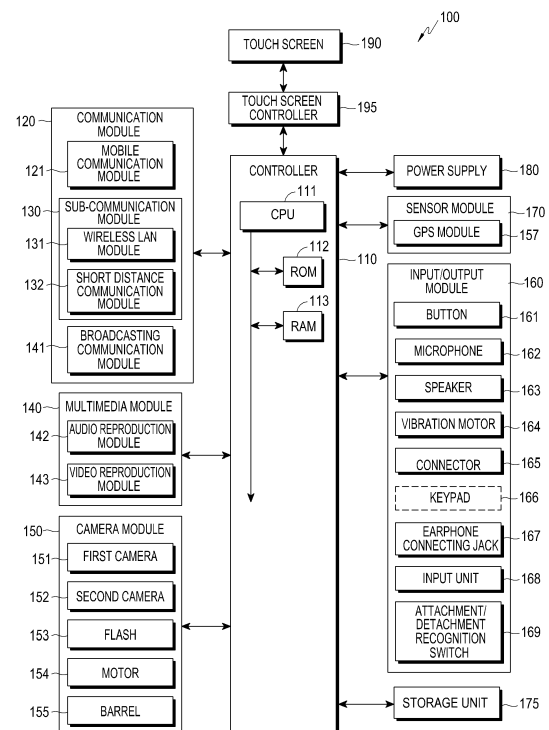 100
TOUCH SCREEN
190
TOUCH SCREEN
CONTROLLER
195
120
COMMUNICATION
MODULE
121
MOBILE
COMMUNICATION
MODULE
130
SUB-COMMUNICATION
MODULE
131
WIRELESS LAN
MODULE
132
SHORT DISTANCE
COMMUNICATION
MODULE
141
BROADCASTING
COMMUNICATION
MODULE
140
MULTIMEDIA MODULE
142
AUDIO REPRODUCTION
MODULE
143
VIDEO REPRODUCTION
MODULE
150
CAMERA MODULE
151
FIRST CAMERA
152
SECOND CAMERA
153
FLASH
154
MOTOR
155
BARREL
CONTROLLER
111
CPU
112
ROM
113
RAM
110
POWER SUPPLY
180
SENSOR MODULE
170
GPS MODULE
157
INPUT/OUTPUT
MODULE
160
BUTTON
161
MICROPHONE
162
SPEAKER
163
VIBRATION MOTOR
164
CONNECTOR
165
KEYPAD
166
EARPHONE
CONNECTING JACK
167
INPUT UNIT
168
ATTACHMENT/
DETACHMENT
RECOGNITION
SWITCH
169
STORAGE UNIT
175